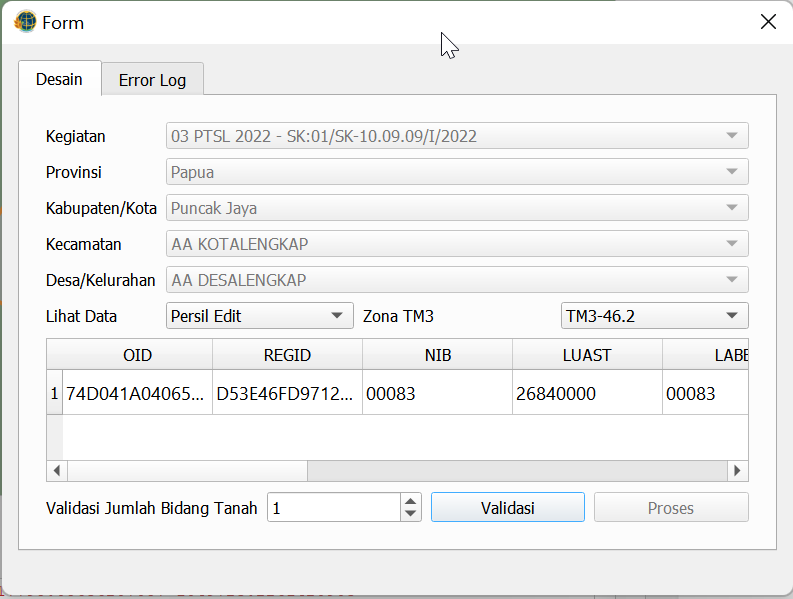 Form
Desain Error Log
Kegiatan 03 PTSL 2022 - SK:01/SK-10.09.09/I/2022
Provinsi Papua
Kabupaten/Kota Puncak Jaya
Kecamatan AA KOTALENGKAP
Desa/Kelurahan AA DESALENGKAP
Lihat Data Persil Edit Zona TM3 TM3-46.2
OID REGID NIB LUAST LABE
1 74D041A04065... D53E46FD9712... 00083 26840000 00083
Validasi Jumlah Bidang Tanah 1 Validasi Proses